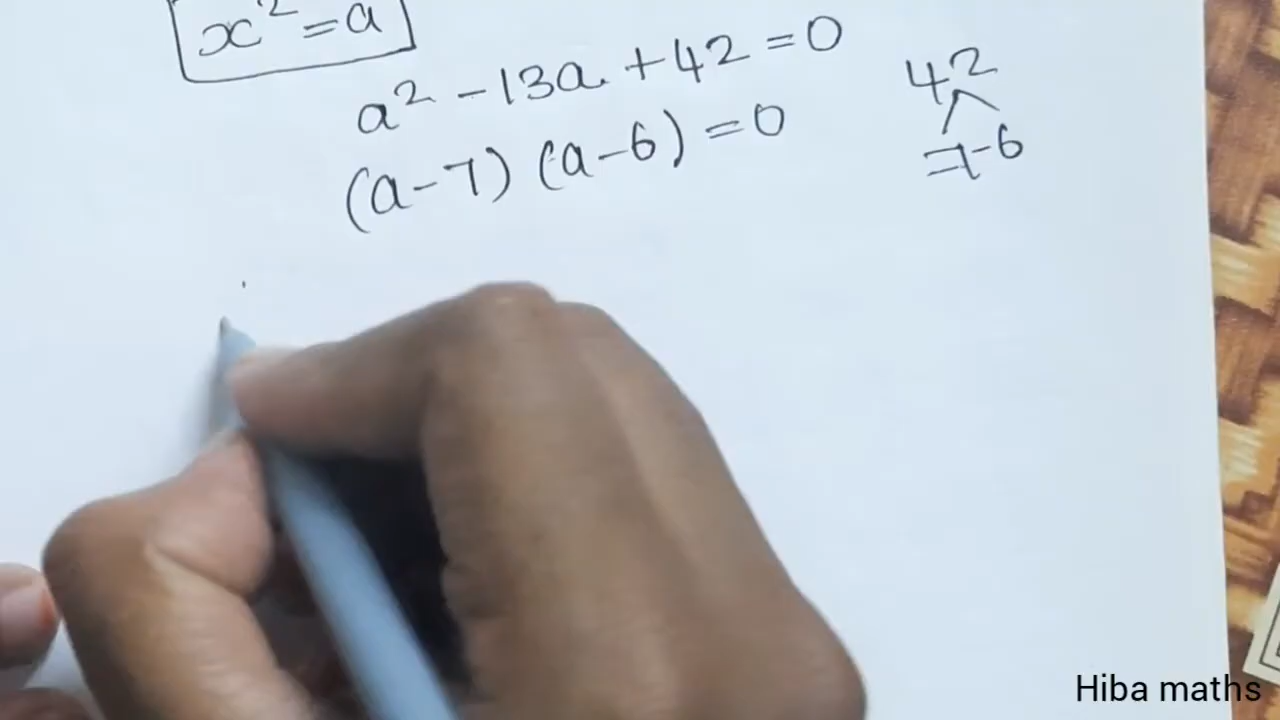 x² = a
a² - 13a + 42 = 0
(a - 7) (a - 6) = 0
42
-7 -6
Hiba maths